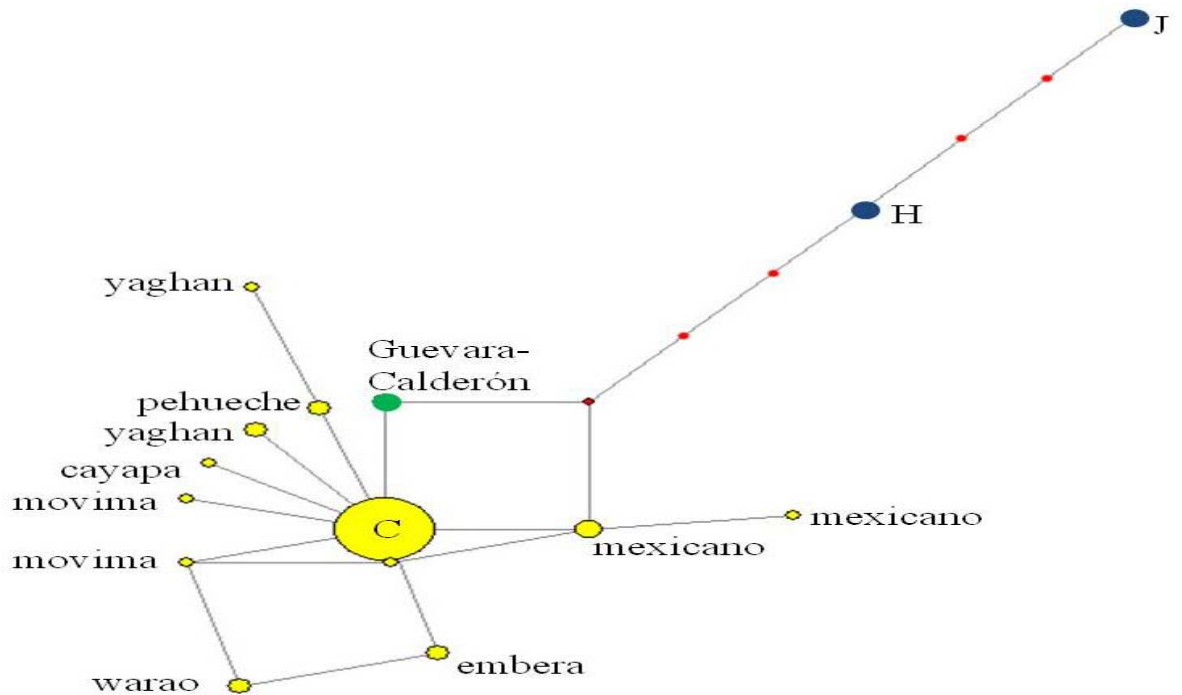 J
H
yaghan
Guevara-
Calderón
pehueche
yaghan
cayapa
movima
C
mexicano
mexicano
movima
embera
warao